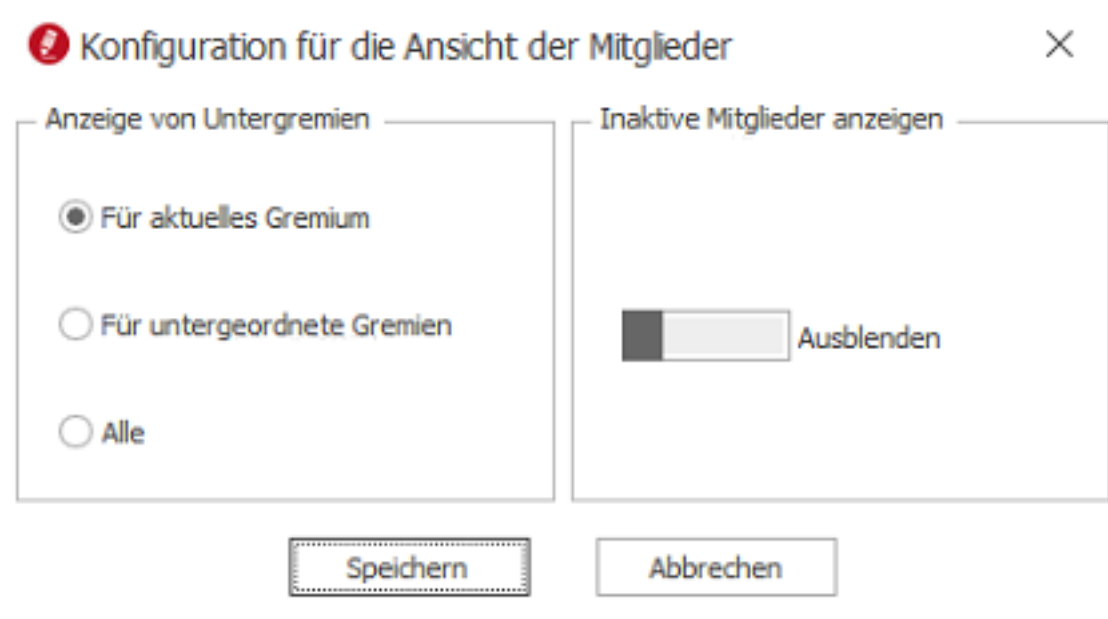 Konfiguration für die Ansicht der Mitglieder
Anzeige von Untergremien
Für aktuelles Gremium
Für untergeordnete Gremien
Alle
Inaktive Mitglieder anzeigen
Ausblenden
Speichern
Abbrechen